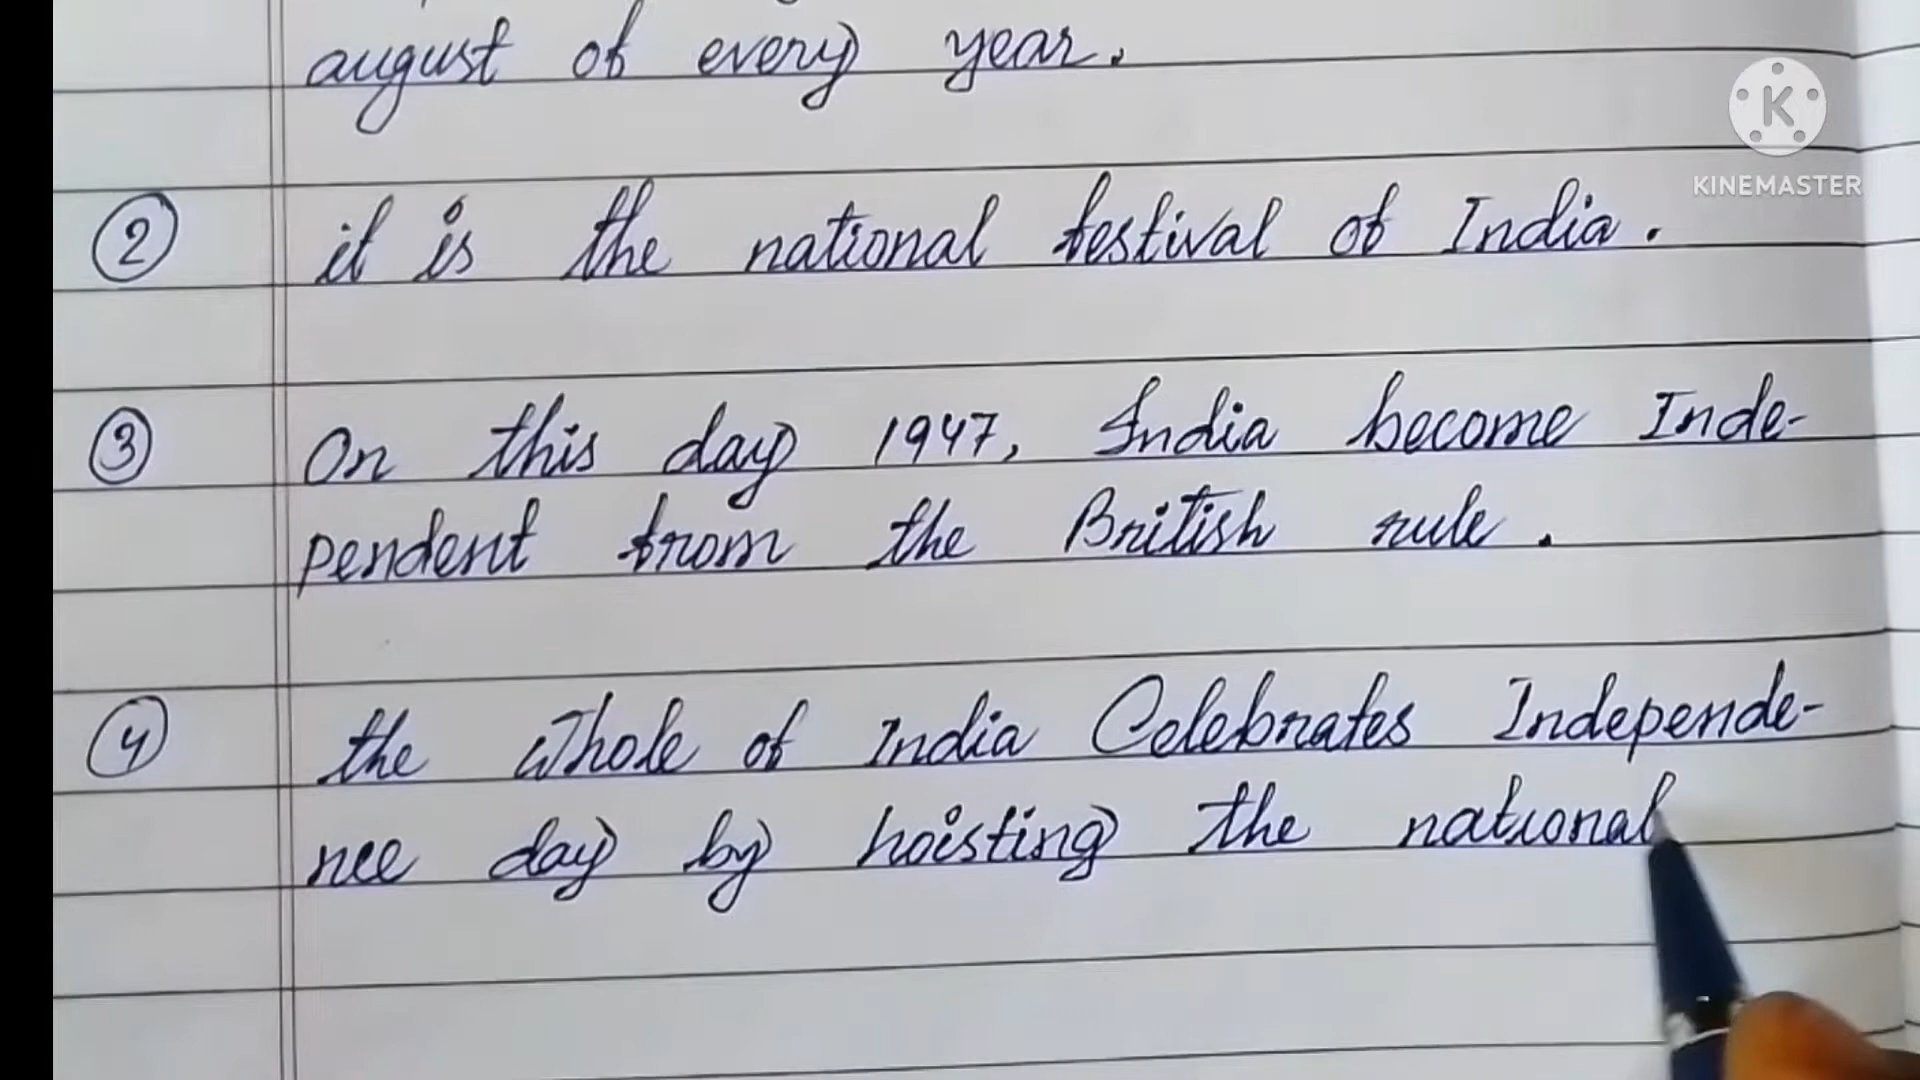 august of every year.
② it is the national festival of India.
③ On this day 1947, India become Inde-
pendent from the British rule.
④ the Whole of India Celebrates Independe-
nce day by hoisting the national
KINEMASTER